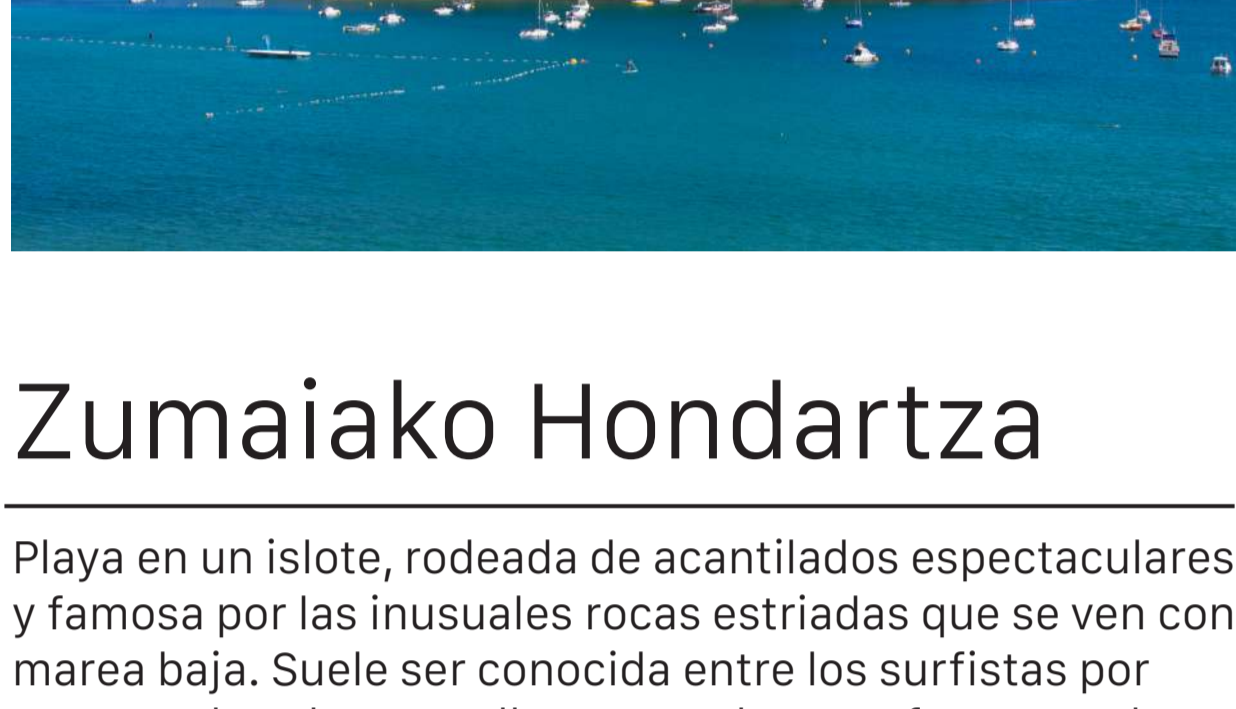 Zumaiako Hondartza
Playa en un islote, rodeada de acantilados espectaculares
y famosa por las inusuales rocas estriadas que se ven con
marea baja. Suele ser conocida entre los surfistas por